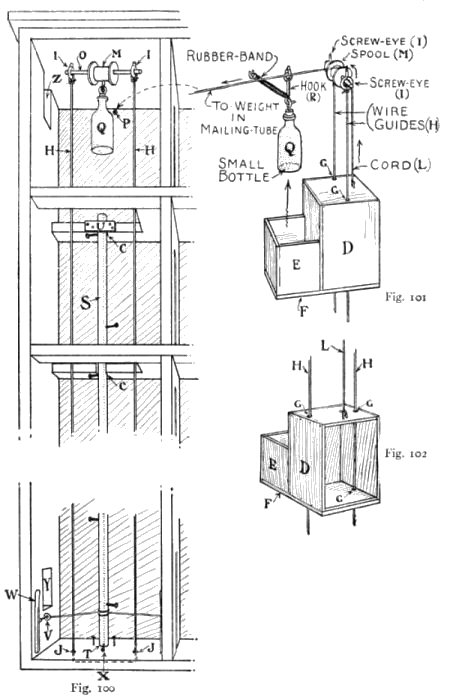 I O M I
Z
Q P
H H
C
S
C
W Y
V
J T J
X
Fig. 100
SCREW-EYE (I)
SPOOL (M)
RUBBER-BAND
SCREW-EYE
(I)
HOOK
(R)
TO WEIGHT
IN
MAILING-TUBE
WIRE
GUIDES (H)
Q
CORD (L)
SMALL
BOTTLE
G
G
D
E
F
Fig. 101
L
H H
G G
E D
G
F
Fig. 102